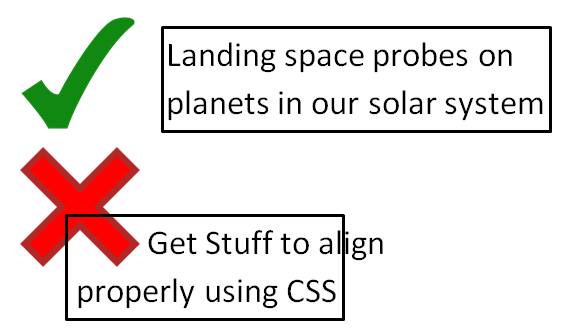 Landing space probes on
planets in our solar system
Get Stuff to align
properly using CSS